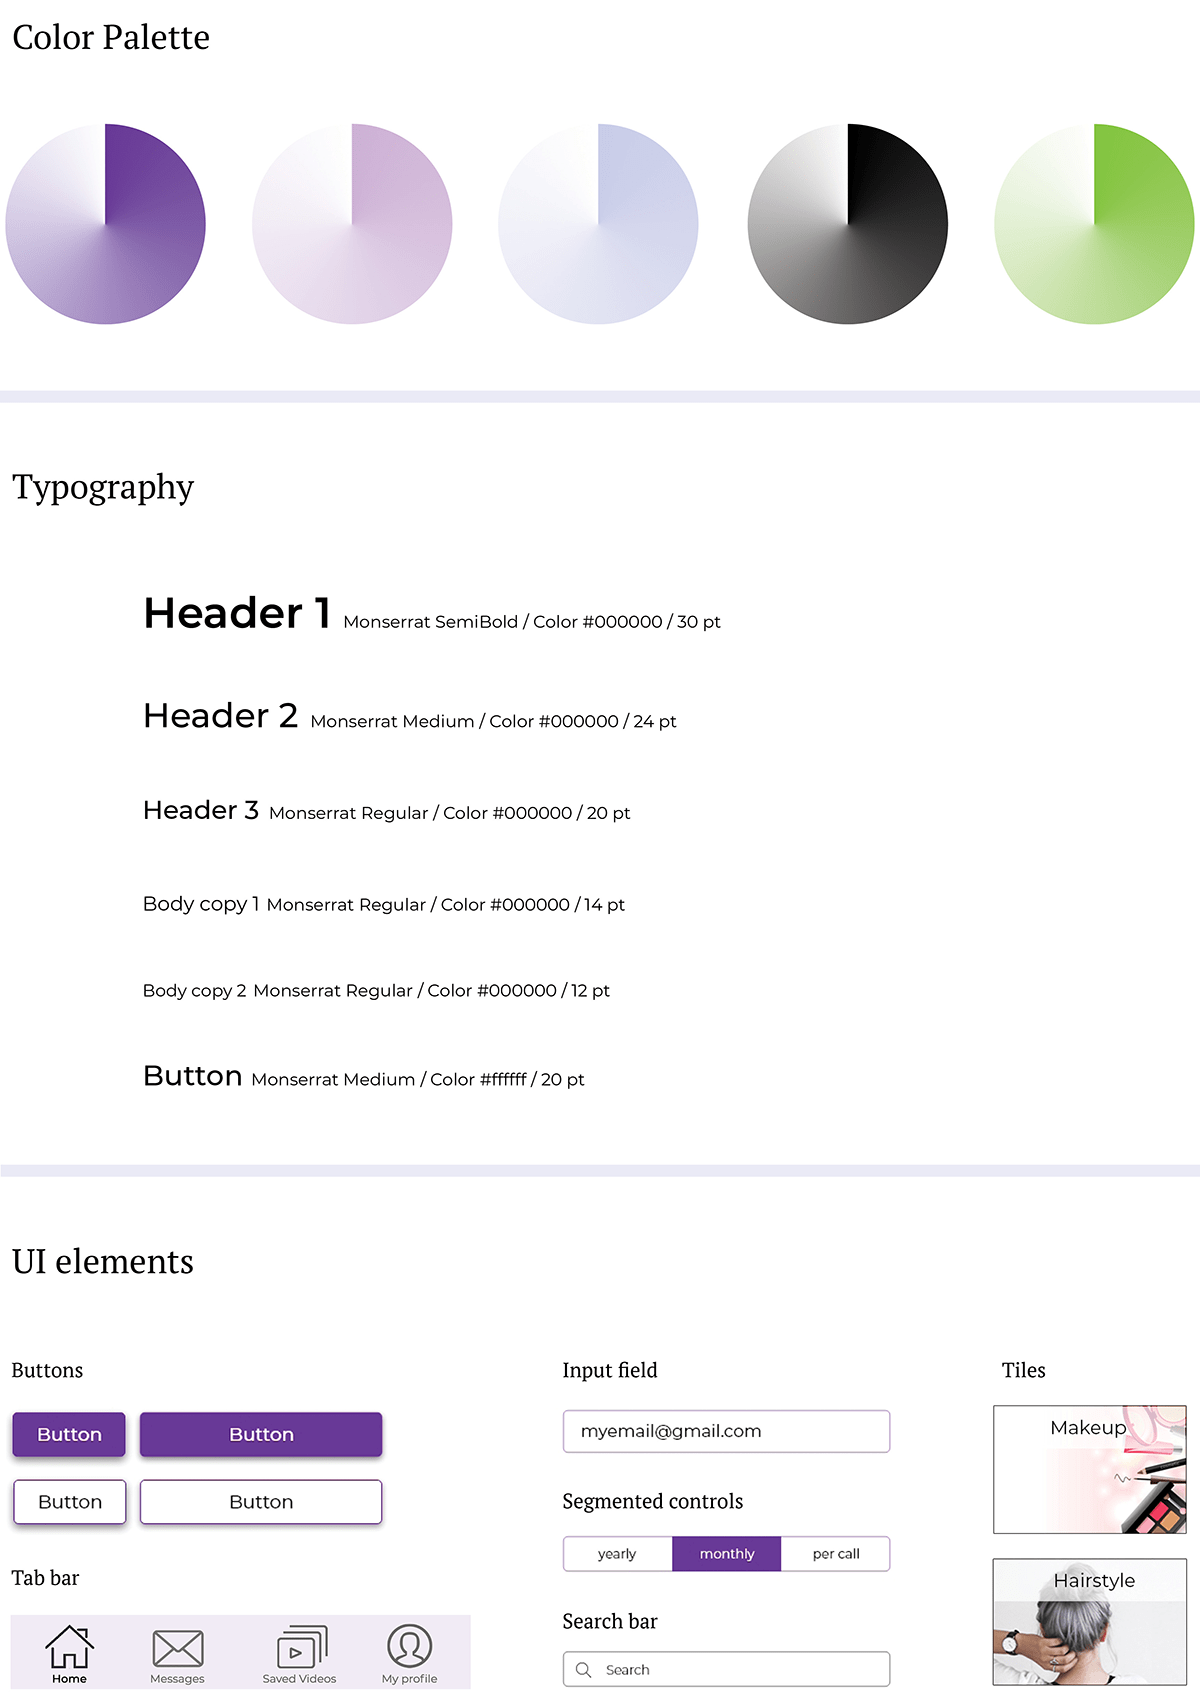 Color Palette
Typography
Header 1 Monserrat SemiBold / Color #000000 / 30 pt
Header 2 Monserrat Medium / Color #000000 / 24 pt
Header 3 Monserrat Regular / Color #000000 / 20 pt
Body copy 1 Monserrat Regular / Color #000000 / 14 pt
Body copy 2 Monserrat Regular / Color #000000 / 12 pt
Button Monserrat Medium / Color #ffffff / 20 pt
UI elements
Buttons
Button Button
Button Button
Tab bar
Home Messages Saved Videos My profile
Input field
myemail@gmail.com
Segmented controls
yearly monthly per call
Search bar
Search
Tiles
Makeup
Hairstyle